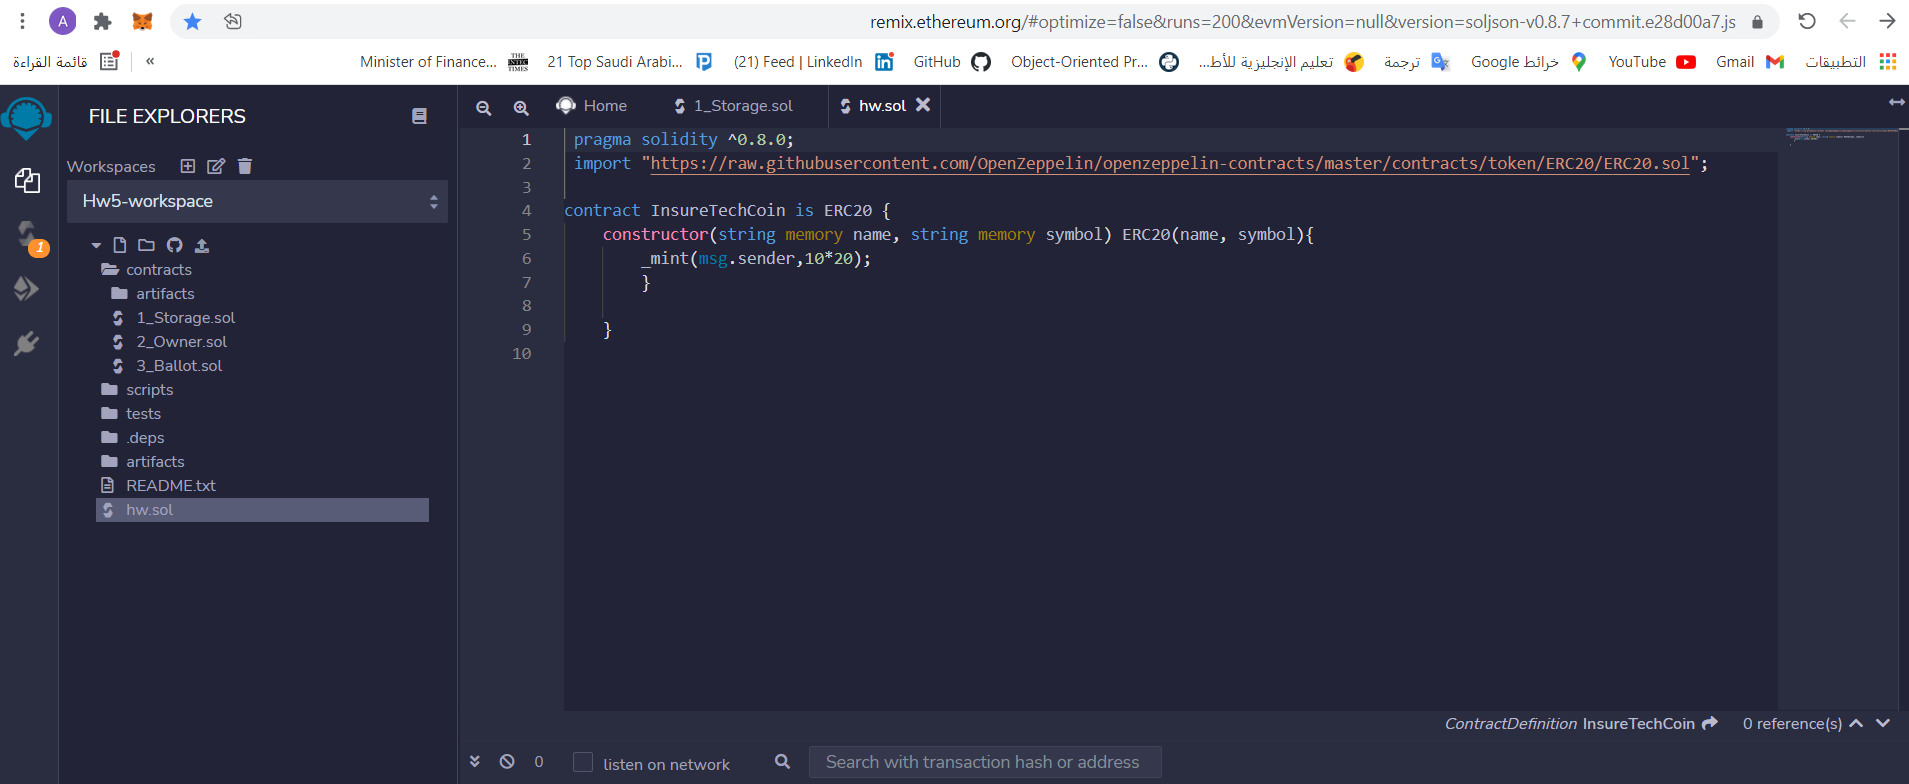 A
remix.ethereum.org/#optimize=false&runs=200&evmVersion=null&version=soljson-v0.8.7+commit.e28d00a7.js
قائمة القراءة
«
Minister of Finance...
THE FINTECH TIMES
21 Top Saudi Arabi...
(21) Feed | LinkedIn
GitHub
Object-Oriented Pr...
تعليم الإنجليزية للأط...
ترجمة
خرائط Google
YouTube
Gmail
التطبيقات
FILE EXPLORERS
Workspaces
Hw5-workspace
1
contracts
artifacts
1_Storage.sol
2_Owner.sol
3_Ballot.sol
scripts
tests
.deps
artifacts
README.txt
hw.sol
Home
1_Storage.sol
hw.sol
1 pragma solidity ^0.8.0;
2 import "https://raw.githubusercontent.com/OpenZeppelin/openzeppelin-contracts/master/contracts/token/ERC20/ERC20.sol";
3
4 contract InsureTechCoin is ERC20 {
5 constructor(string memory name, string memory symbol) ERC20(name, symbol){
6 _mint(msg.sender,10*20);
7 }
8
9 }
10
ContractDefinition InsureTechCoin
0 reference(s)
0
listen on network
Search with transaction hash or address